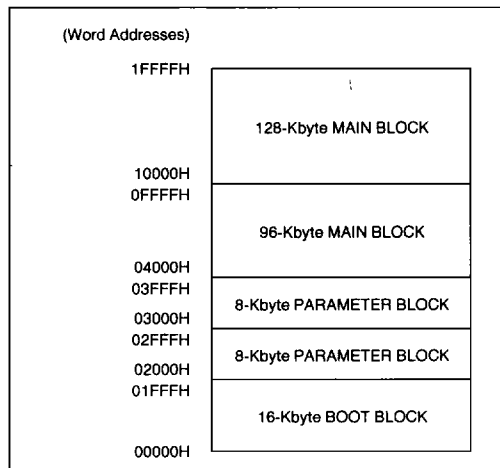 (Word Addresses)
1FFFFH
128-Kbyte MAIN BLOCK
10000H
0FFFFH
96-Kbyte MAIN BLOCK
04000H
03FFFH
8-Kbyte PARAMETER BLOCK
03000H
02FFFH
8-Kbyte PARAMETER BLOCK
02000H
01FFFH
16-Kbyte BOOT BLOCK
00000H